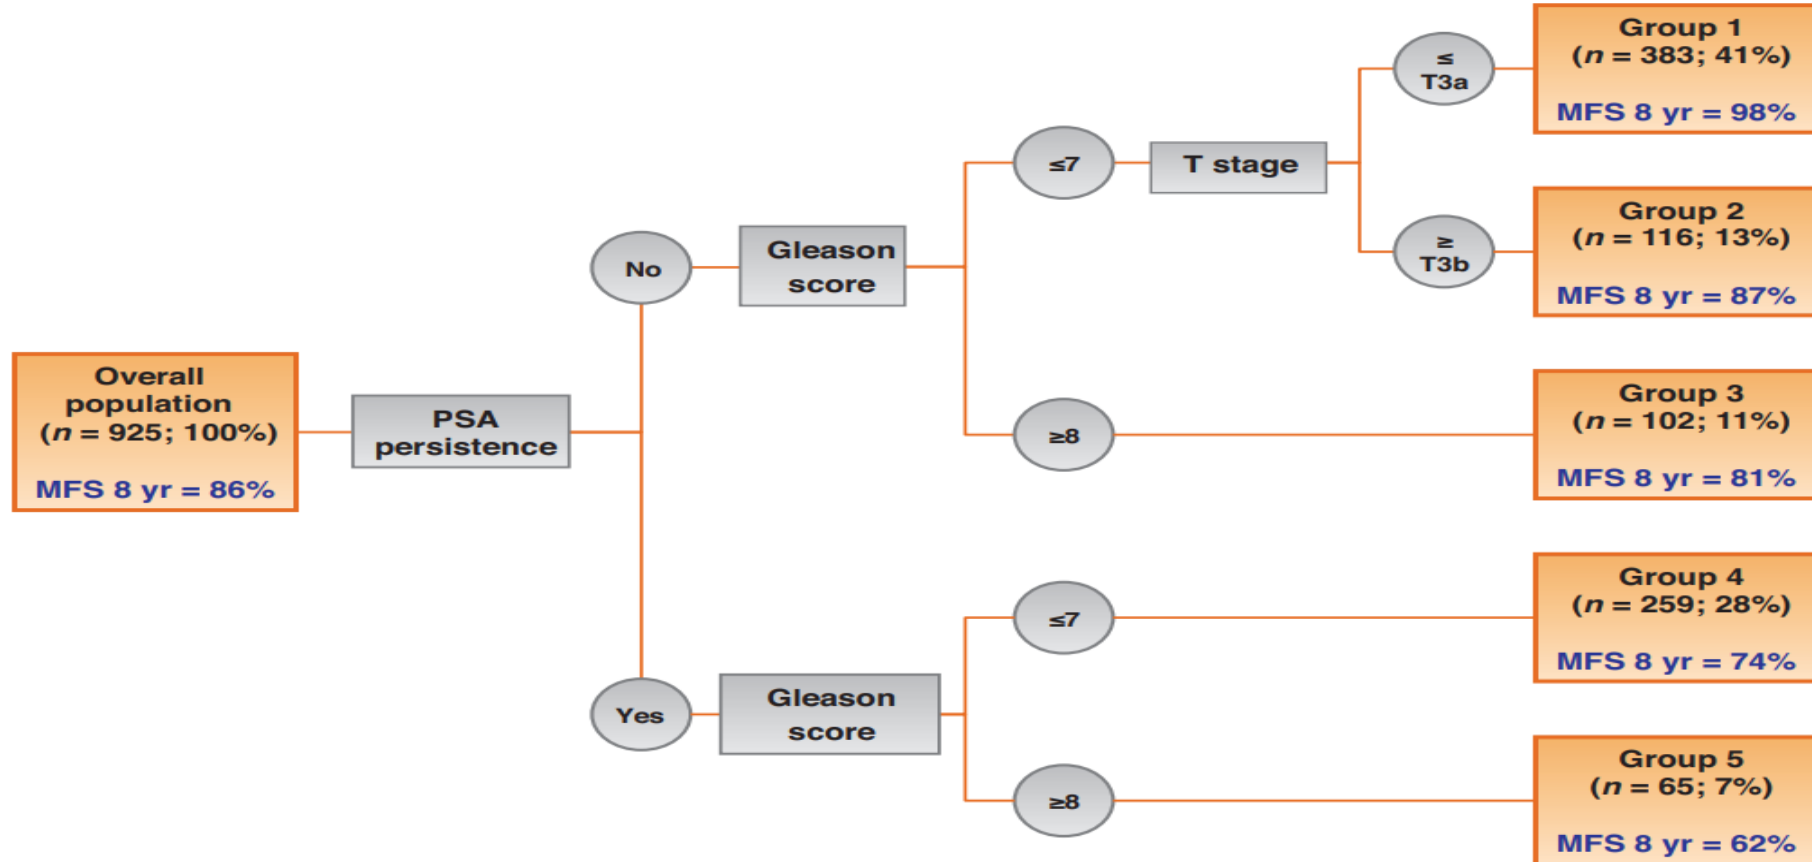 Overall
population
(n = 925; 100%)
MFS 8 yr = 86%
PSA
persistence
No
Gleason
score
≤7
T stage
≤
T3a
Group 1
(n = 383; 41%)
MFS 8 yr = 98%
≥
T3b
Group 2
(n = 116; 13%)
MFS 8 yr = 87%
≥8
Group 3
(n = 102; 11%)
MFS 8 yr = 81%
Yes
Gleason
score
≤7
Group 4
(n = 259; 28%)
MFS 8 yr = 74%
≥8
Group 5
(n = 65; 7%)
MFS 8 yr = 62%